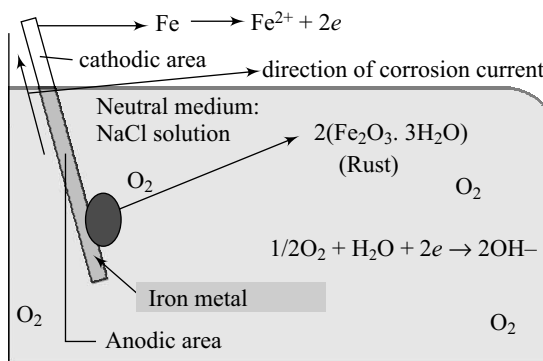 Fe → Fe²⁺ + 2e
cathodic area
direction of corrosion current
Neutral medium:
NaCl solution
2(Fe₂O₃. 3H₂O)
(Rust)
O₂
O₂
1/2O₂ + H₂O + 2e → 2OH–
Iron metal
O₂
O₂
Anodic area